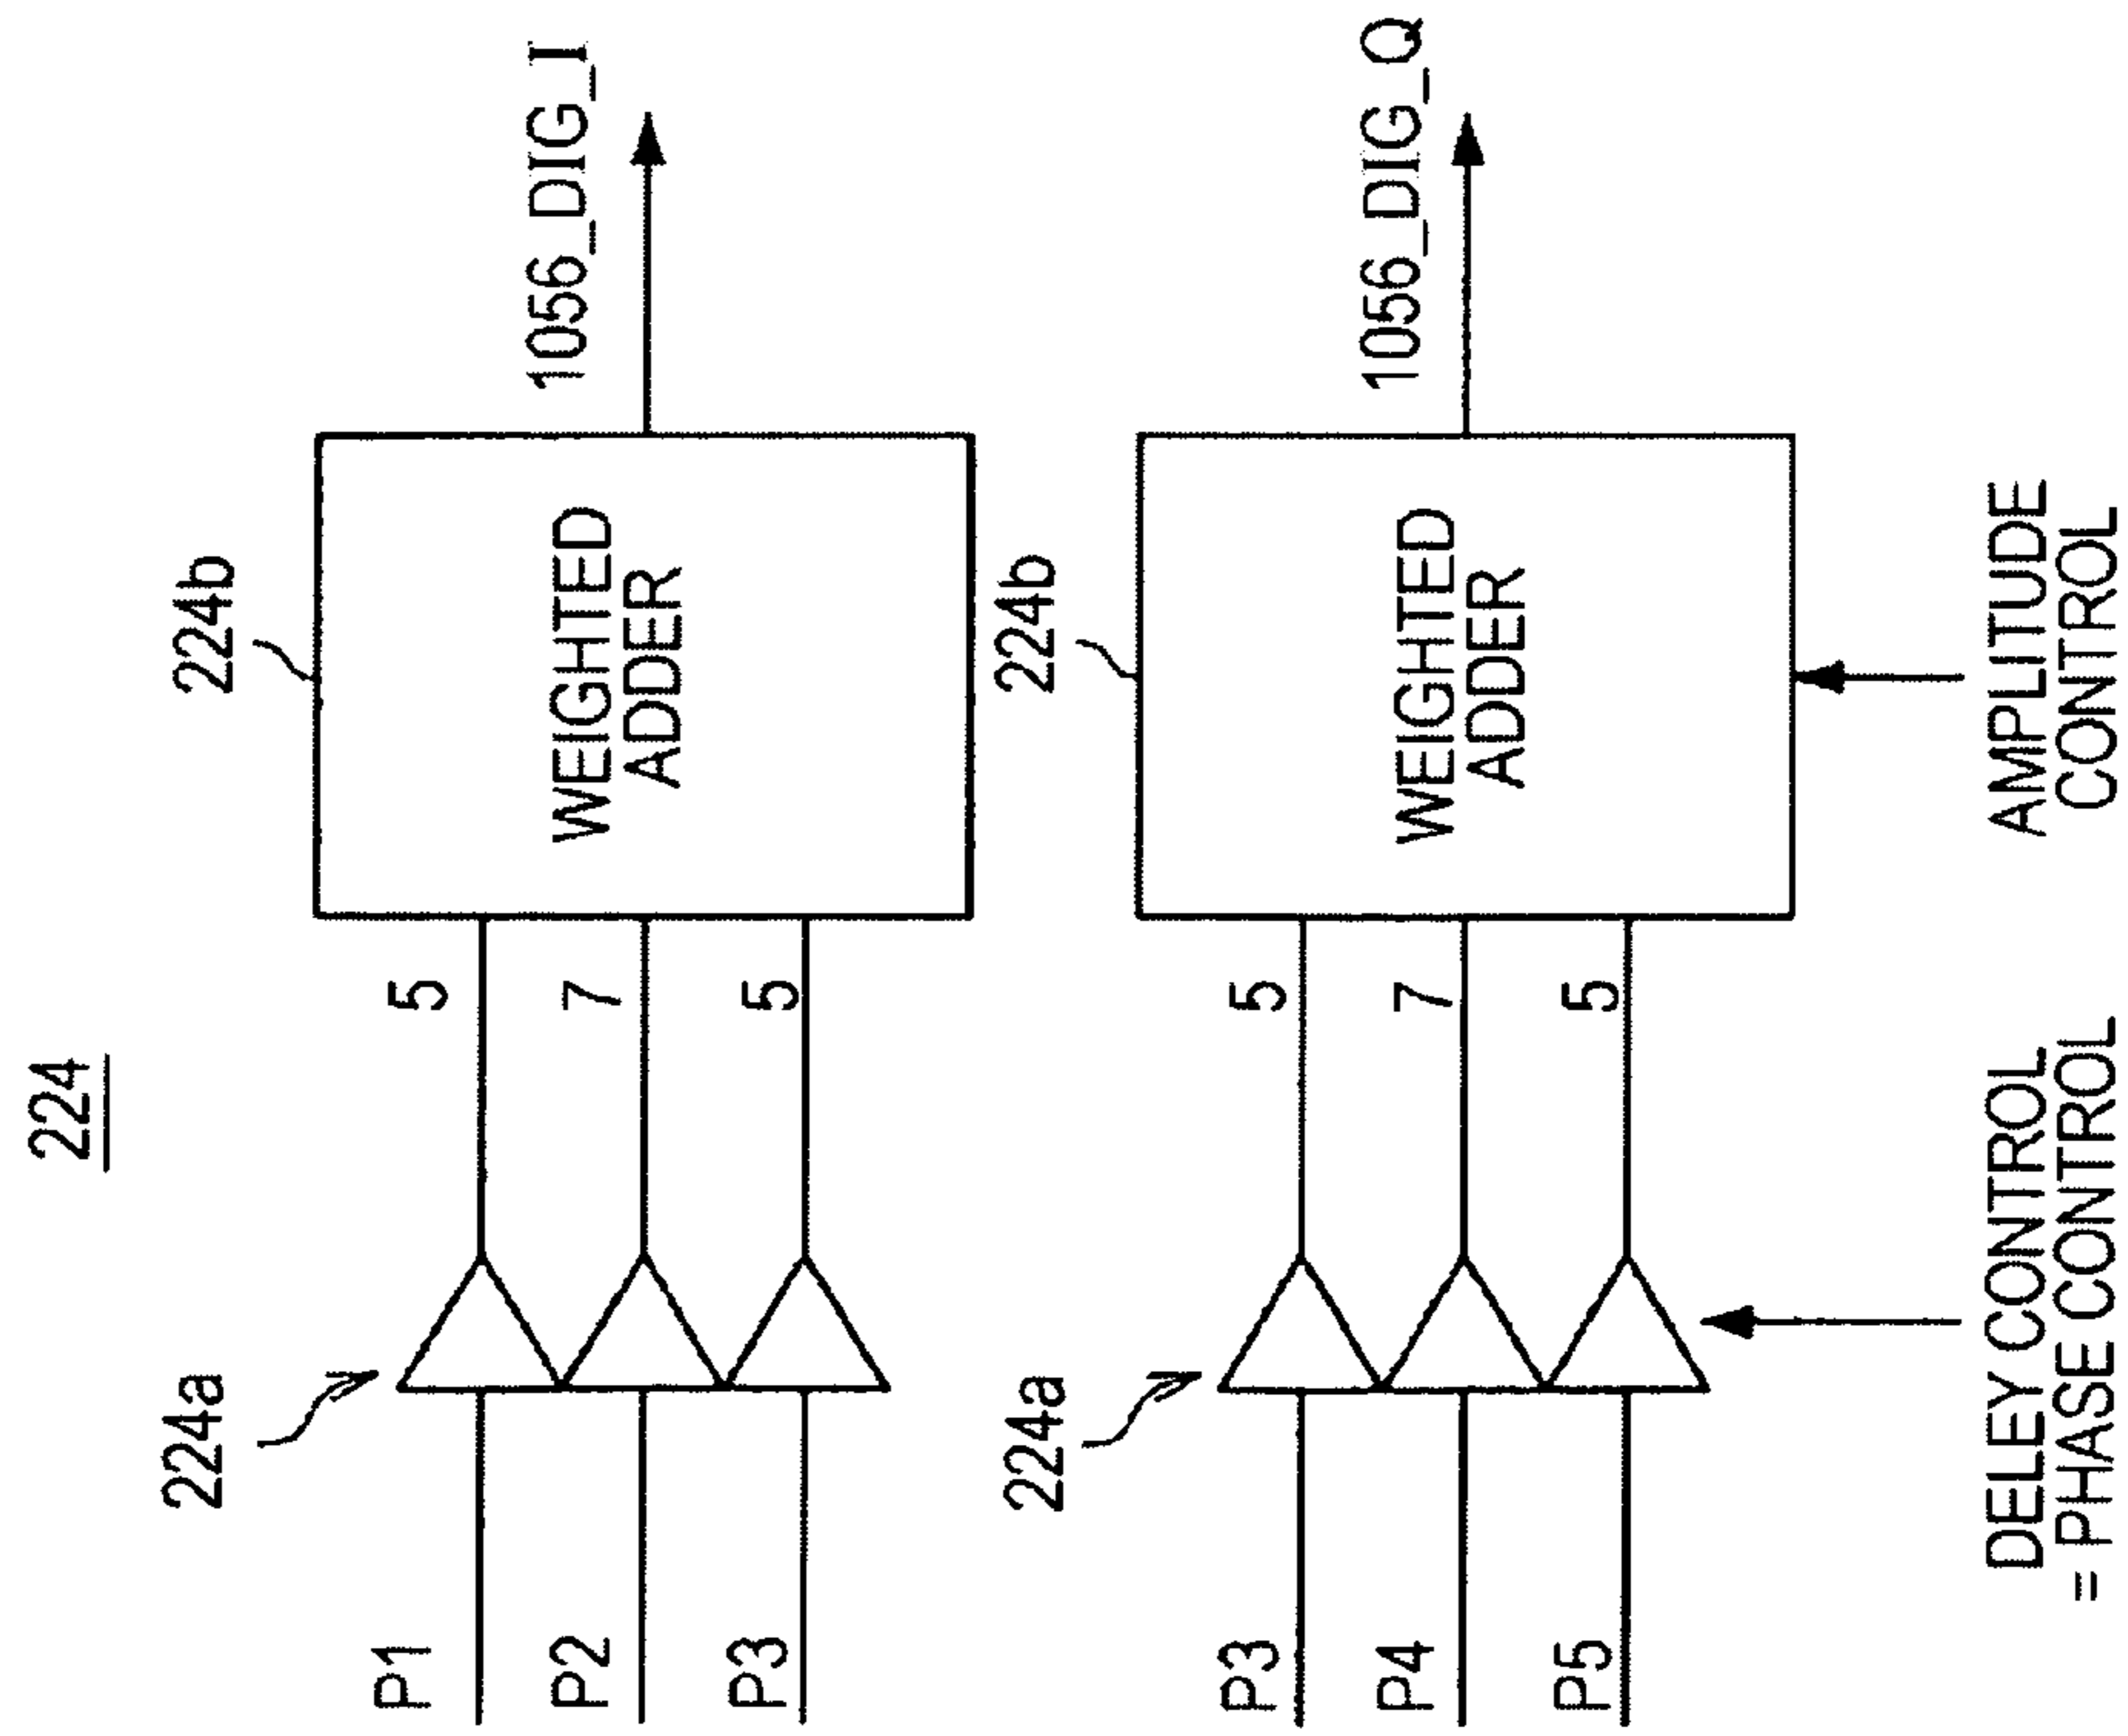 224
224a
224b
P1
5
P2
7
P3
5
WEIGHTED
ADDER
1056_DIG_I
224a
224b
P3
5
P4
7
P5
5
WEIGHTED
ADDER
1056_DIG_Q
DELEY CONTROL
= PHASE CONTROL
AMPLITUDE
CONTROL